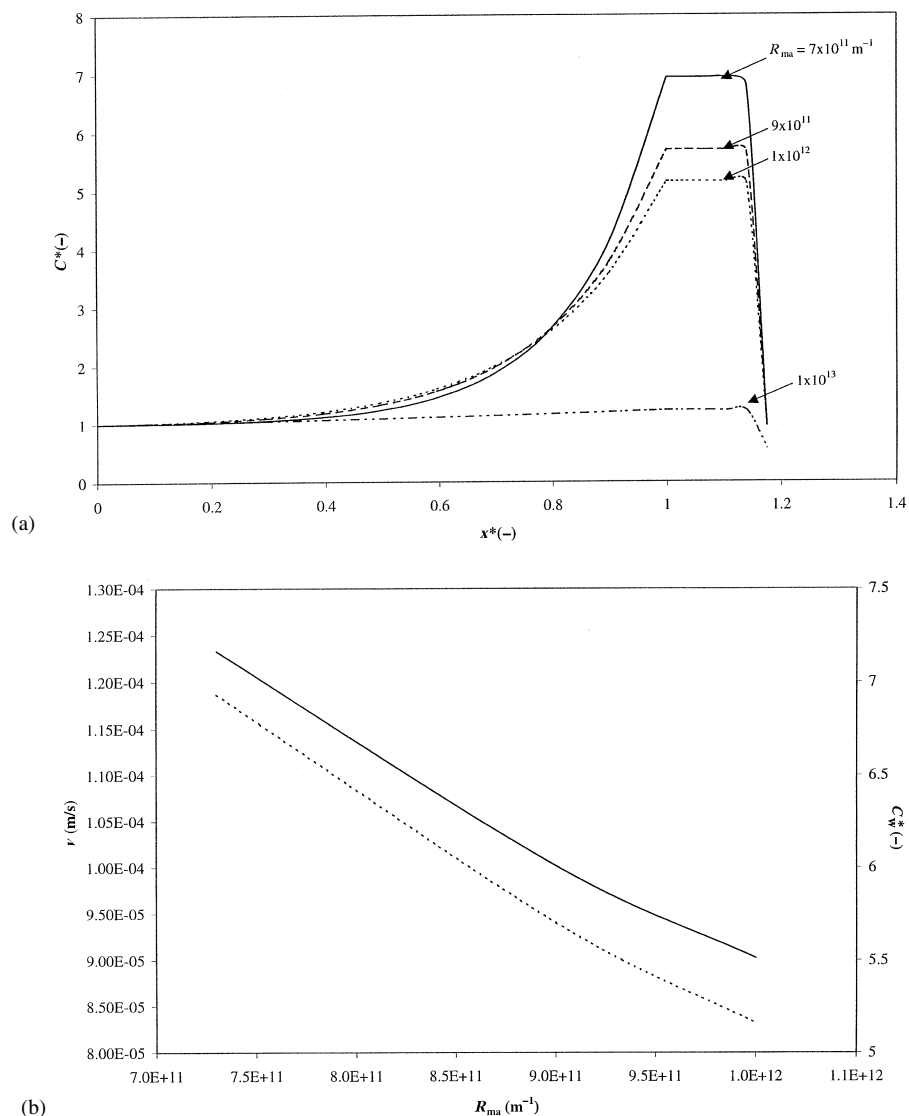 8
7
6
5
4
3
2
1
0
C*(–)
R_ma = 7x10^11 m^-1
9x10^11
1x10^12
1x10^13
0 0.2 0.4 0.6 0.8 1 1.2 1.4
x*(–)
(a)
1.30E-04
1.25E-04
1.20E-04
1.15E-04
1.10E-04
1.05E-04
1.00E-04
9.50E-05
9.00E-05
8.50E-05
8.00E-05
v (m/s)
7.5
7
6.5
6
5.5
5
C*_w(–)
7.0E+11 7.5E+11 8.0E+11 8.5E+11 9.0E+11 9.5E+11 1.0E+12 1.1E+12
R_ma (m^-1)
(b)